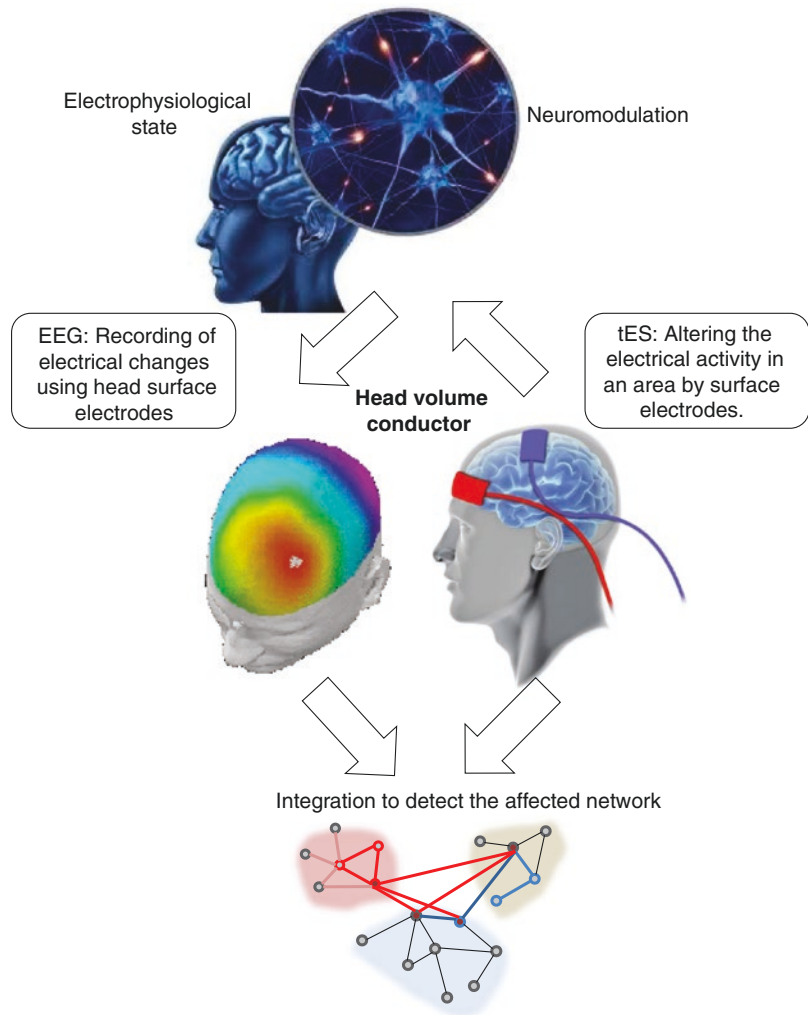 Electrophysiological
state
Neuromodulation
EEG: Recording of
electrical changes
using head surface
electrodes
tES: Altering the
electrical activity in
an area by surface
electrodes.
Head volume
conductor
Integration to detect the affected network